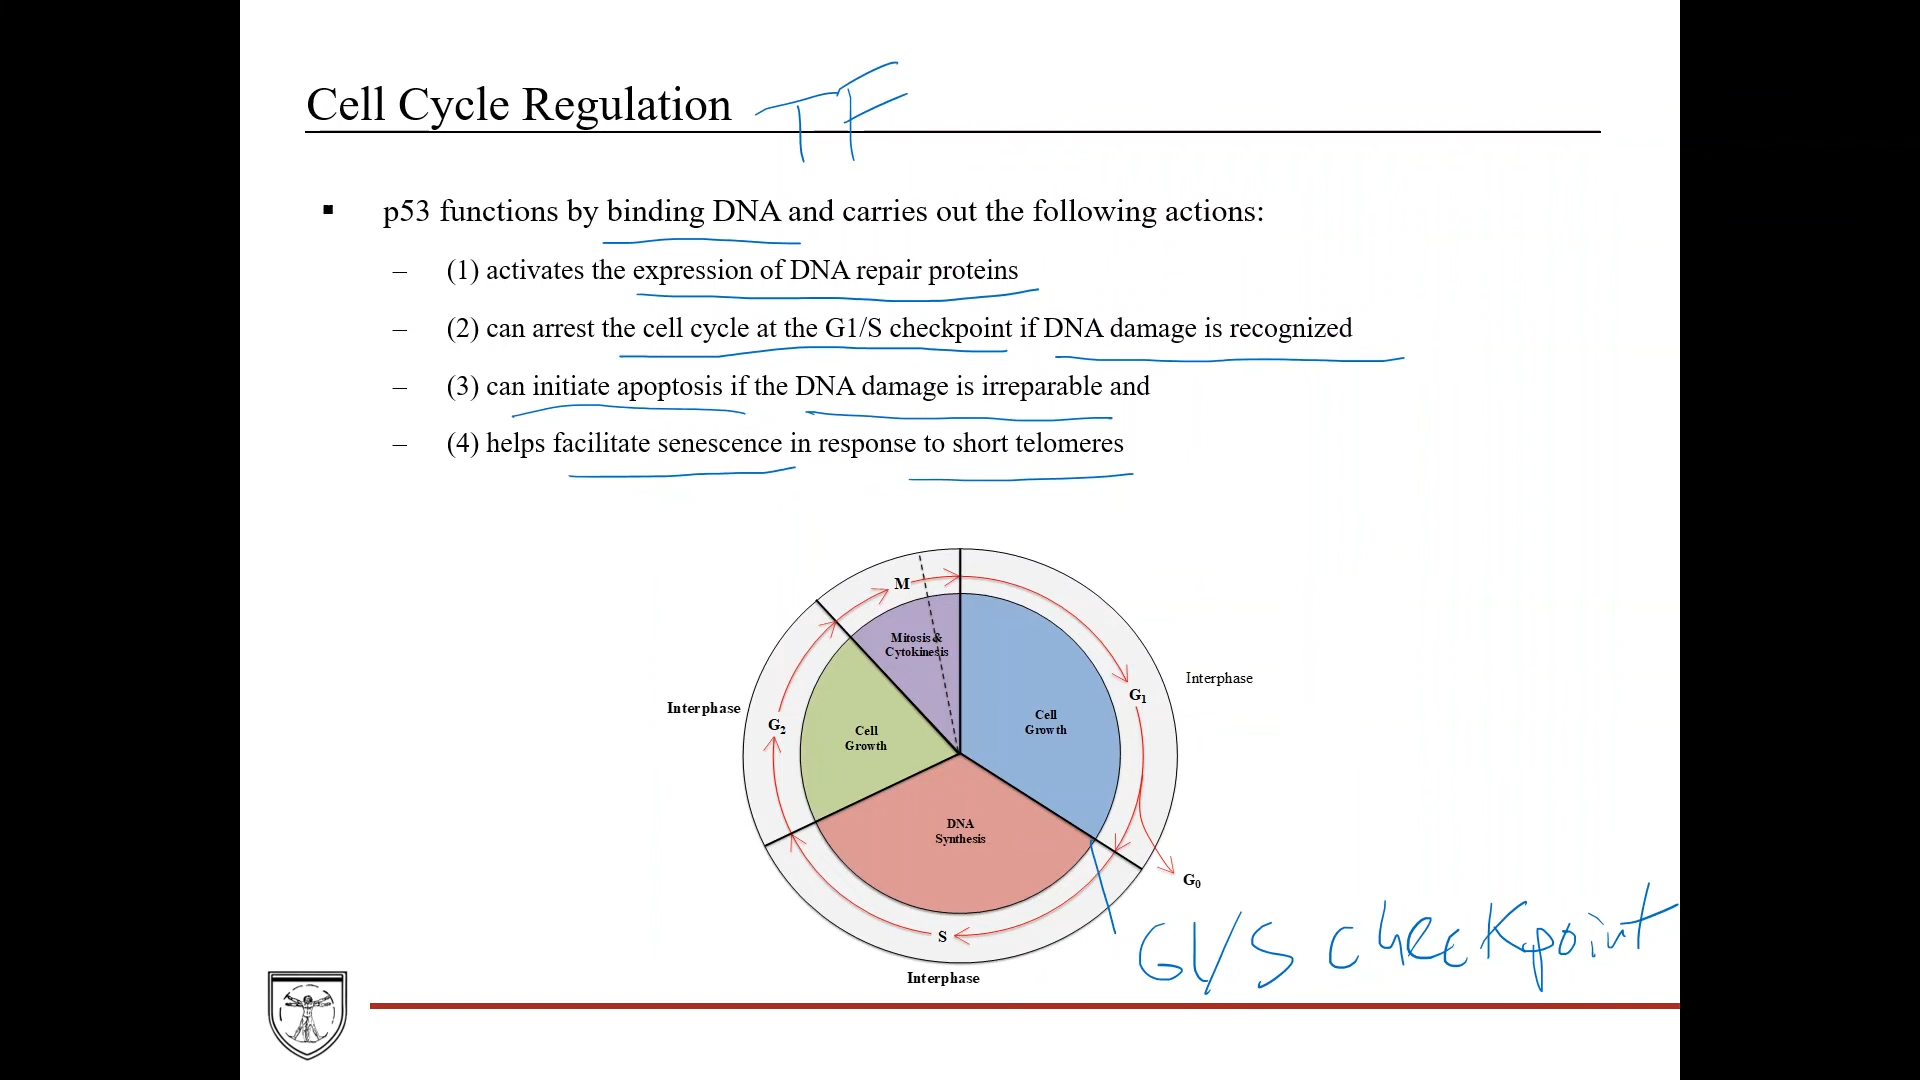 Cell Cycle Regulation TF
▪ p53 functions by binding DNA and carries out the following actions:
– (1) activates the expression of DNA repair proteins
– (2) can arrest the cell cycle at the G1/S checkpoint if DNA damage is recognized
– (3) can initiate apoptosis if the DNA damage is irreparable and
– (4) helps facilitate senescence in response to short telomeres
M
Mitosis &
Cytokinesis
Interphase
G1
Interphase
G2
Cell
Growth
Cell
Growth
DNA
Synthesis
G0
S
G1/S checkpoint
Interphase